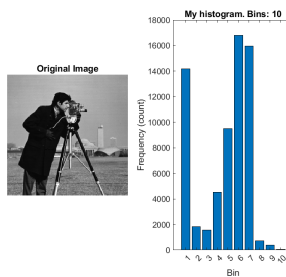 Original Image
My histogram. Bins: 10
Frequency (count)
18000
16000
14000
12000
10000
8000
6000
4000
2000
0
1 2 3 4 5 6 7 8 9 10
Bin